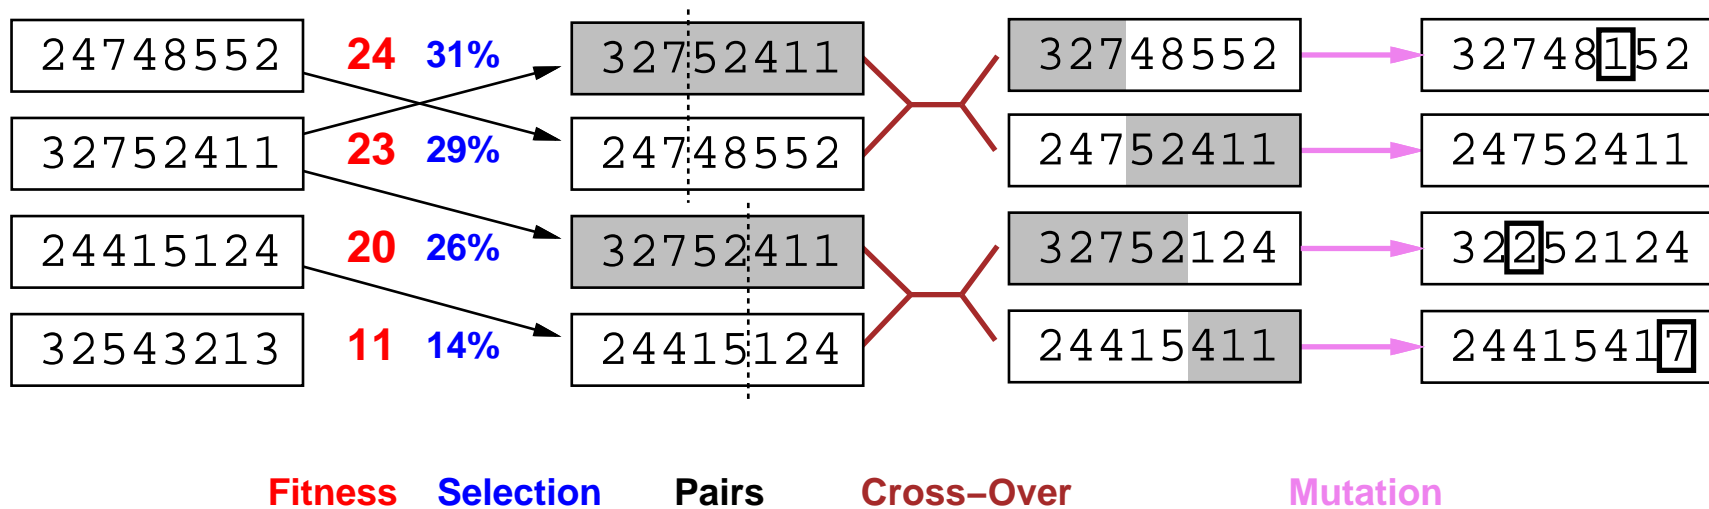 24748552 24 31% 32752411 32748552 32748152
32752411 23 29% 24748552 24752411 24752411
24415124 20 26% 32752411 32752124 32252124
32543213 11 14% 24415124 24415411 24415417
Fitness Selection Pairs Cross–Over Mutation